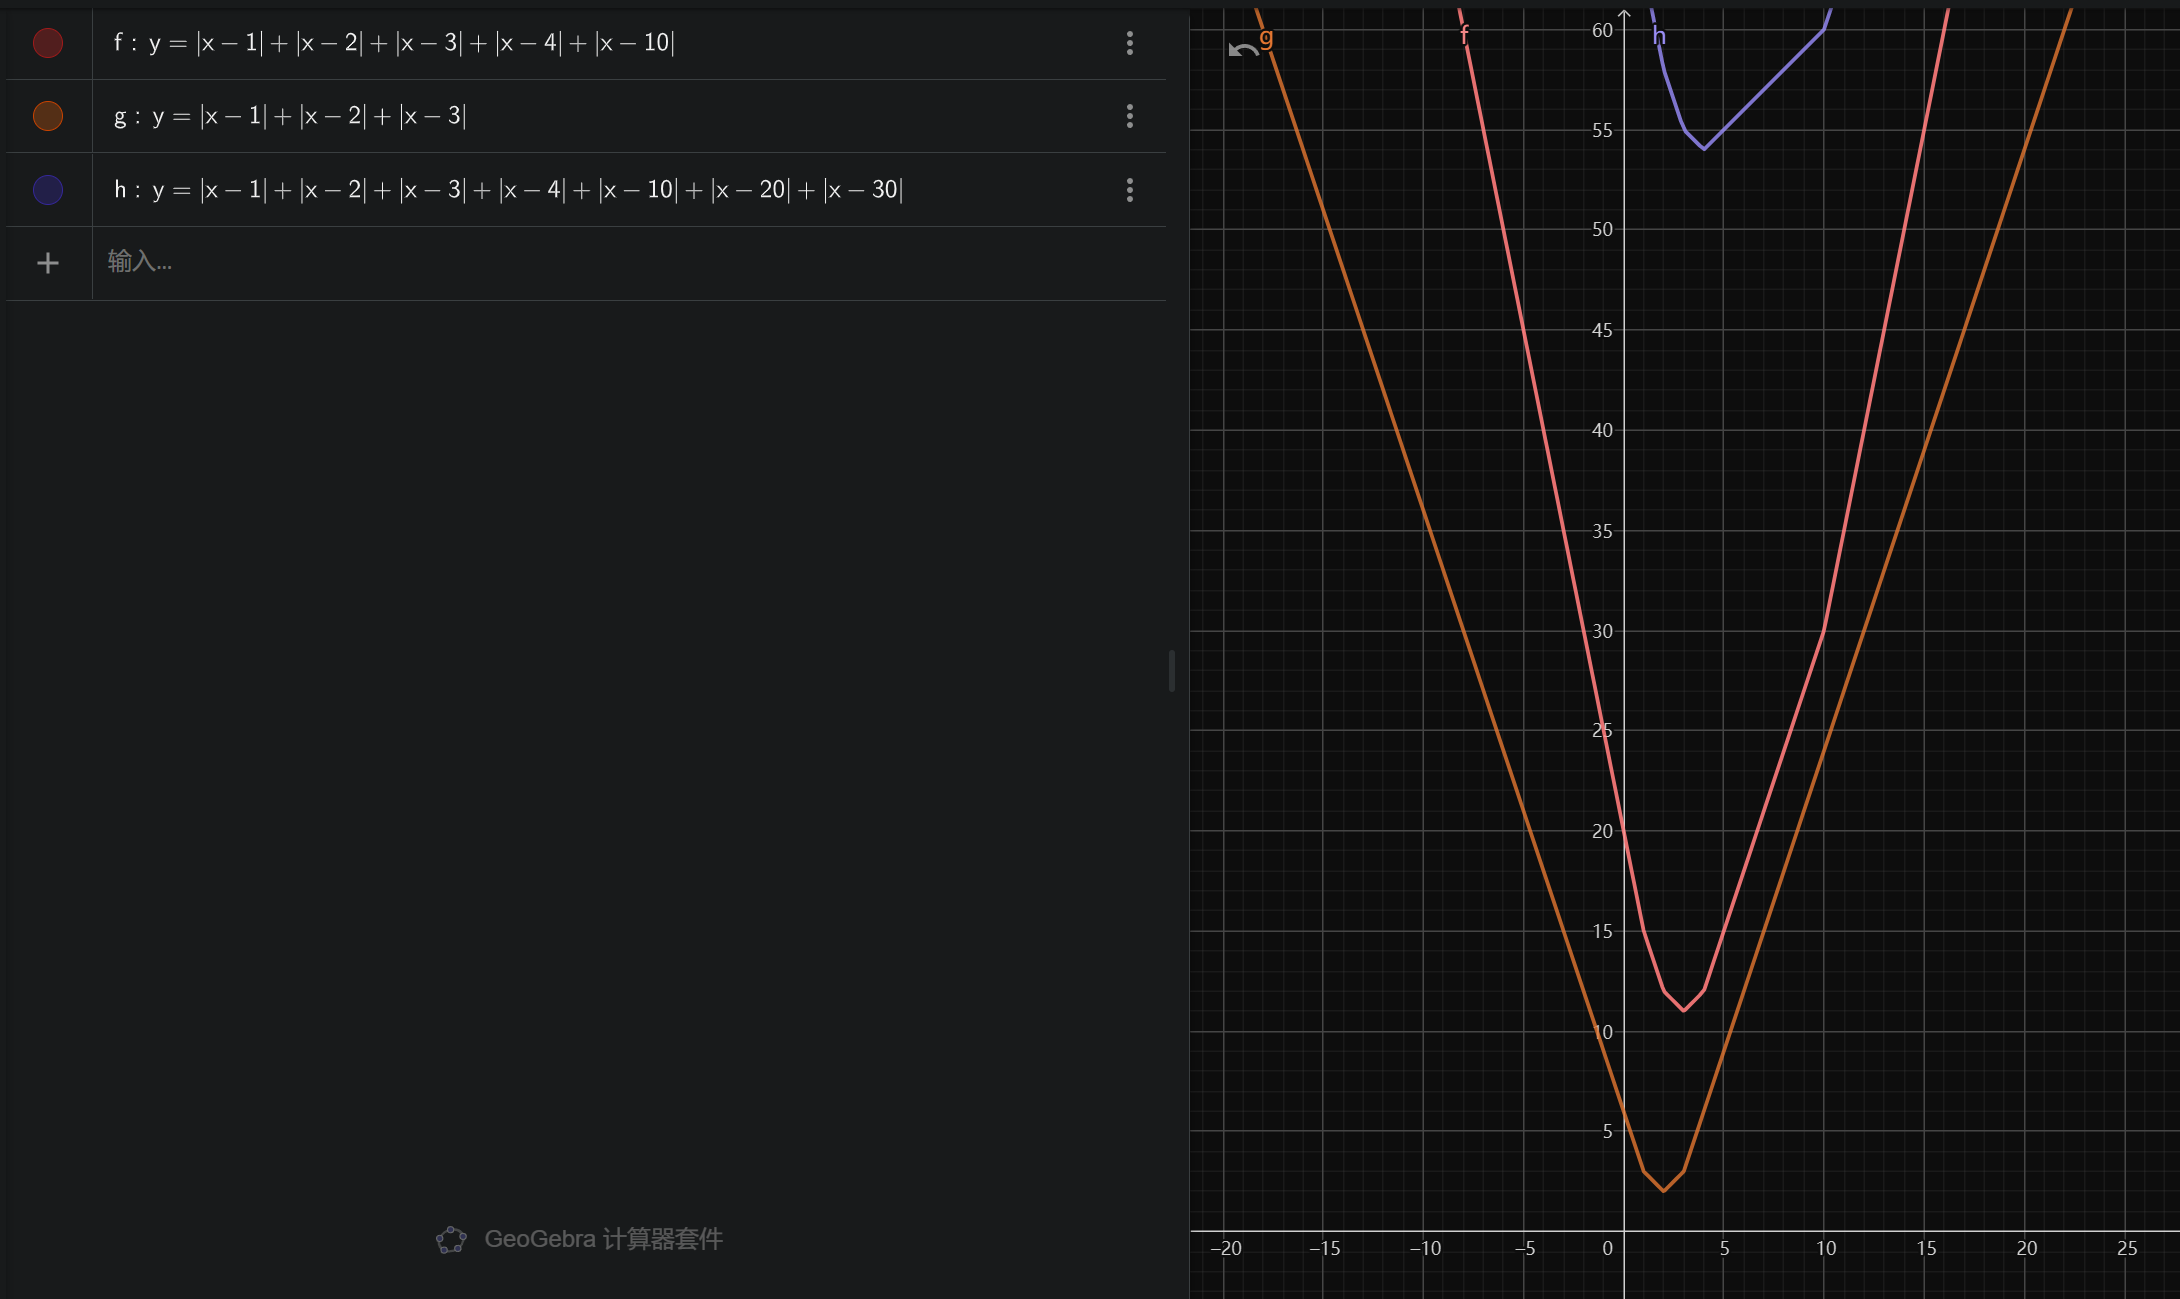 f : y = |x − 1| + |x − 2| + |x − 3| + |x − 4| + |x − 10|
g : y = |x − 1| + |x − 2| + |x − 3|
h : y = |x − 1| + |x − 2| + |x − 3| + |x − 4| + |x − 10| + |x − 20| + |x − 30|
+ 输入...
GeoGebra 计算器套件
g
f
h
60
55
50
45
40
35
30
25
20
15
10
5
−20 −15 −10 −5 0 5 10 15 20 25